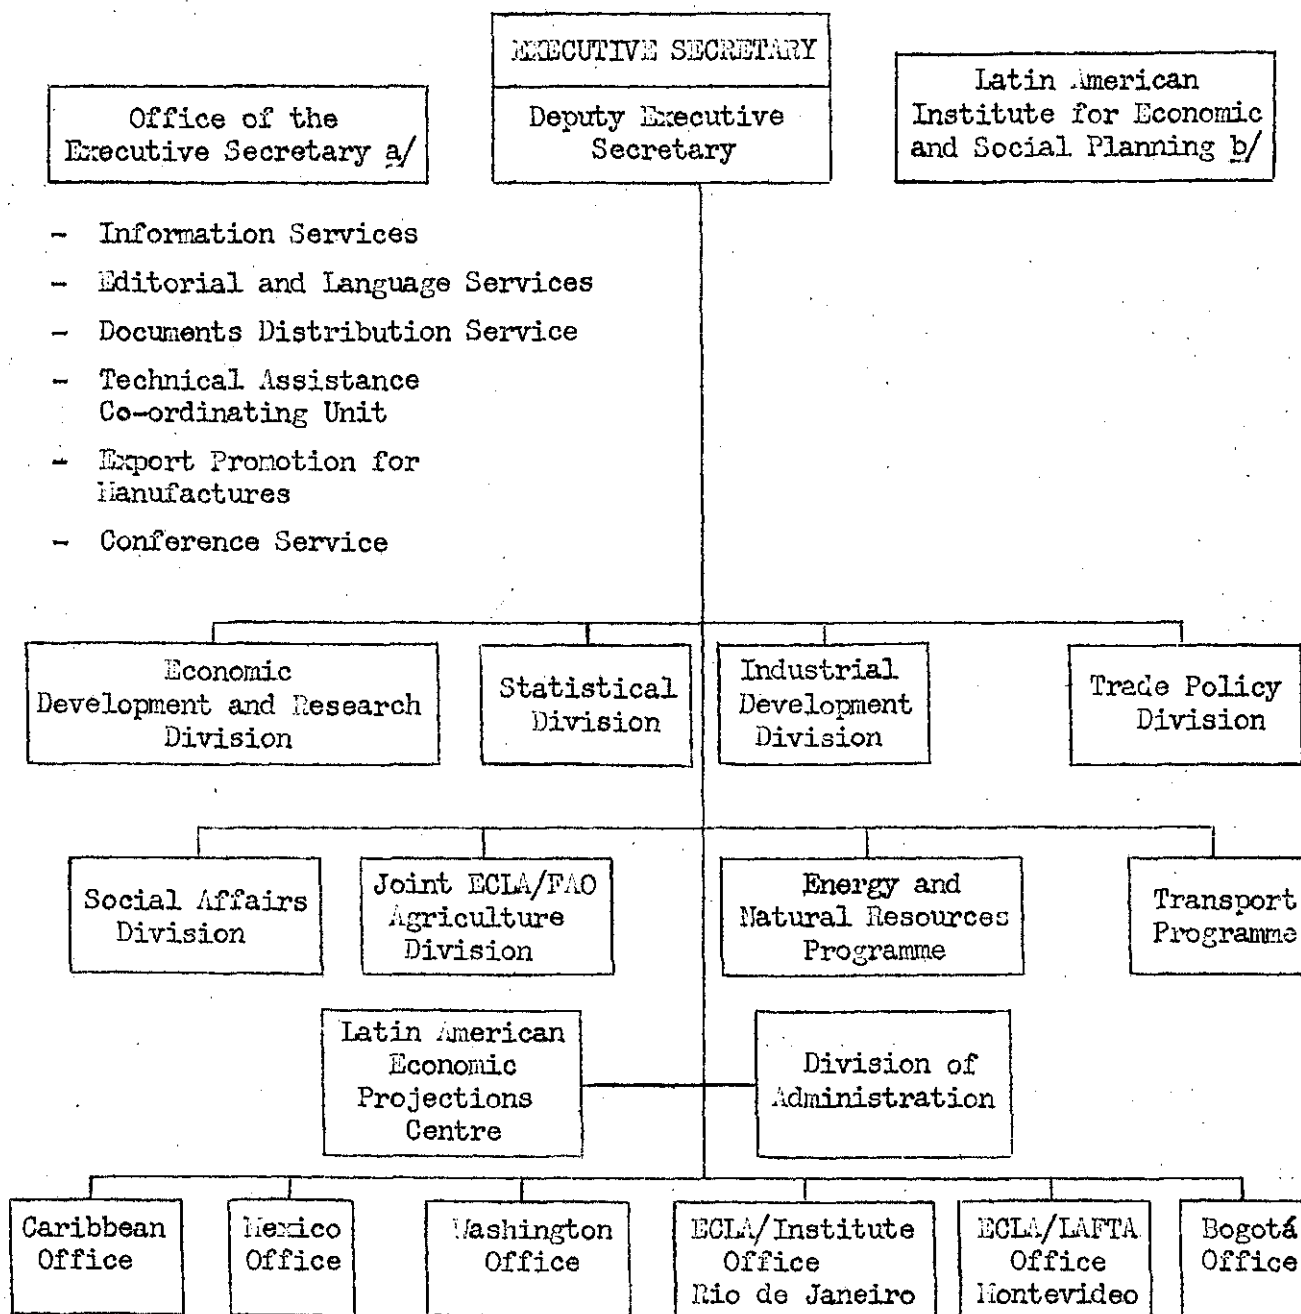 EXECUTIVE SECRETARY
Deputy Executive
Secretary
Office of the
Executive Secretary a/
Latin American
Institute for Economic
and Social Planning b/
- Information Services
- Editorial and Language Services
- Documents Distribution Service
- Technical Assistance
Co-ordinating Unit
- Export Promotion for
Manufactures
- Conference Service
Economic
Development and Research
Division
Statistical
Division
Industrial
Development
Division
Trade Policy
Division
Social Affairs
Division
Joint ECLA/FAO
Agriculture
Division
Energy and
Natural Resources
Programme
Transport
Programme
Latin American
Economic
Projections
Centre
Division of
Administration
Caribbean
Office
Mexico
Office
Washington
Office
ECLA/Institute
Office
Rio de Janeiro
ECLA/LAFTA
Office
Montevideo
Bogotá
Office